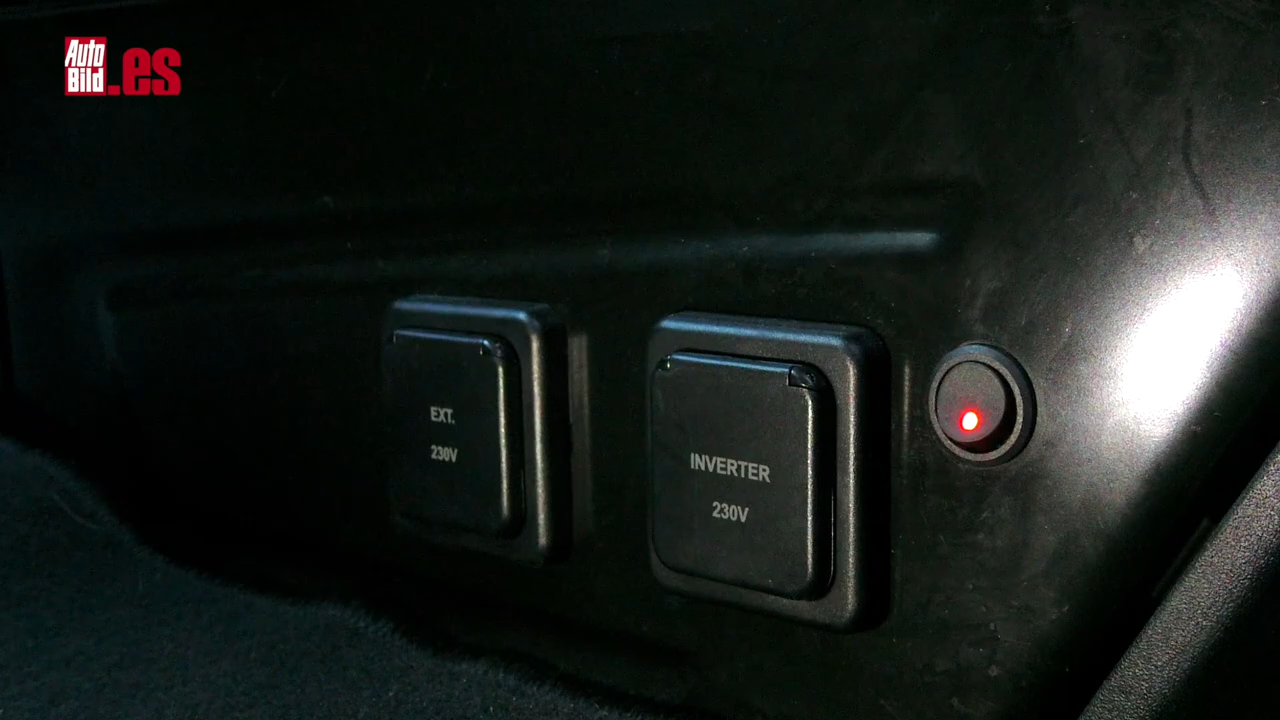 Auto
Bild.es
EXT.
230V
INVERTER
230V